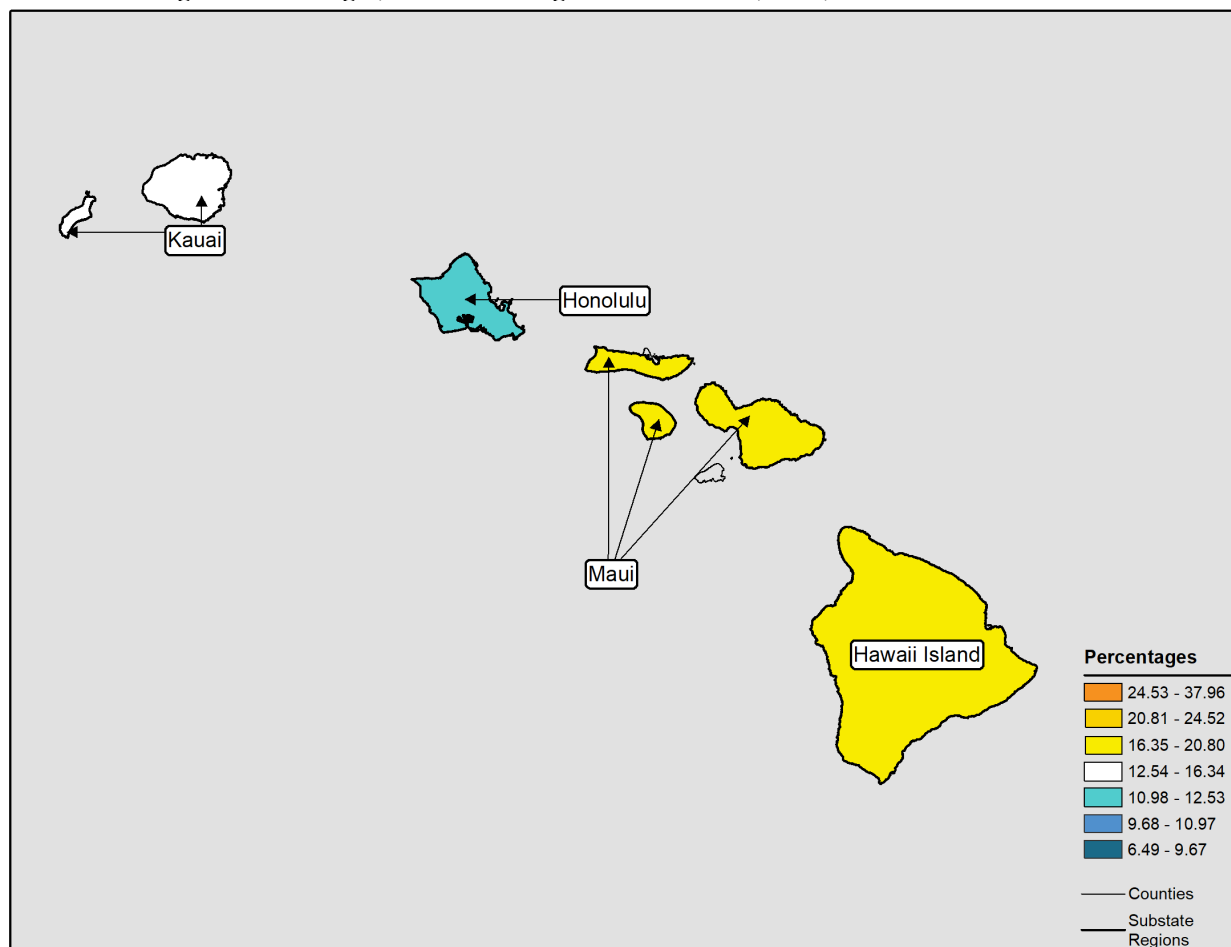 Kauai
Honolulu
Maui
Hawaii Island
Percentages
24.53 - 37.96
20.81 - 24.52
16.35 - 20.80
12.54 - 16.34
10.98 - 12.53
9.68 - 10.97
6.49 - 9.67
Counties
Substate
Regions